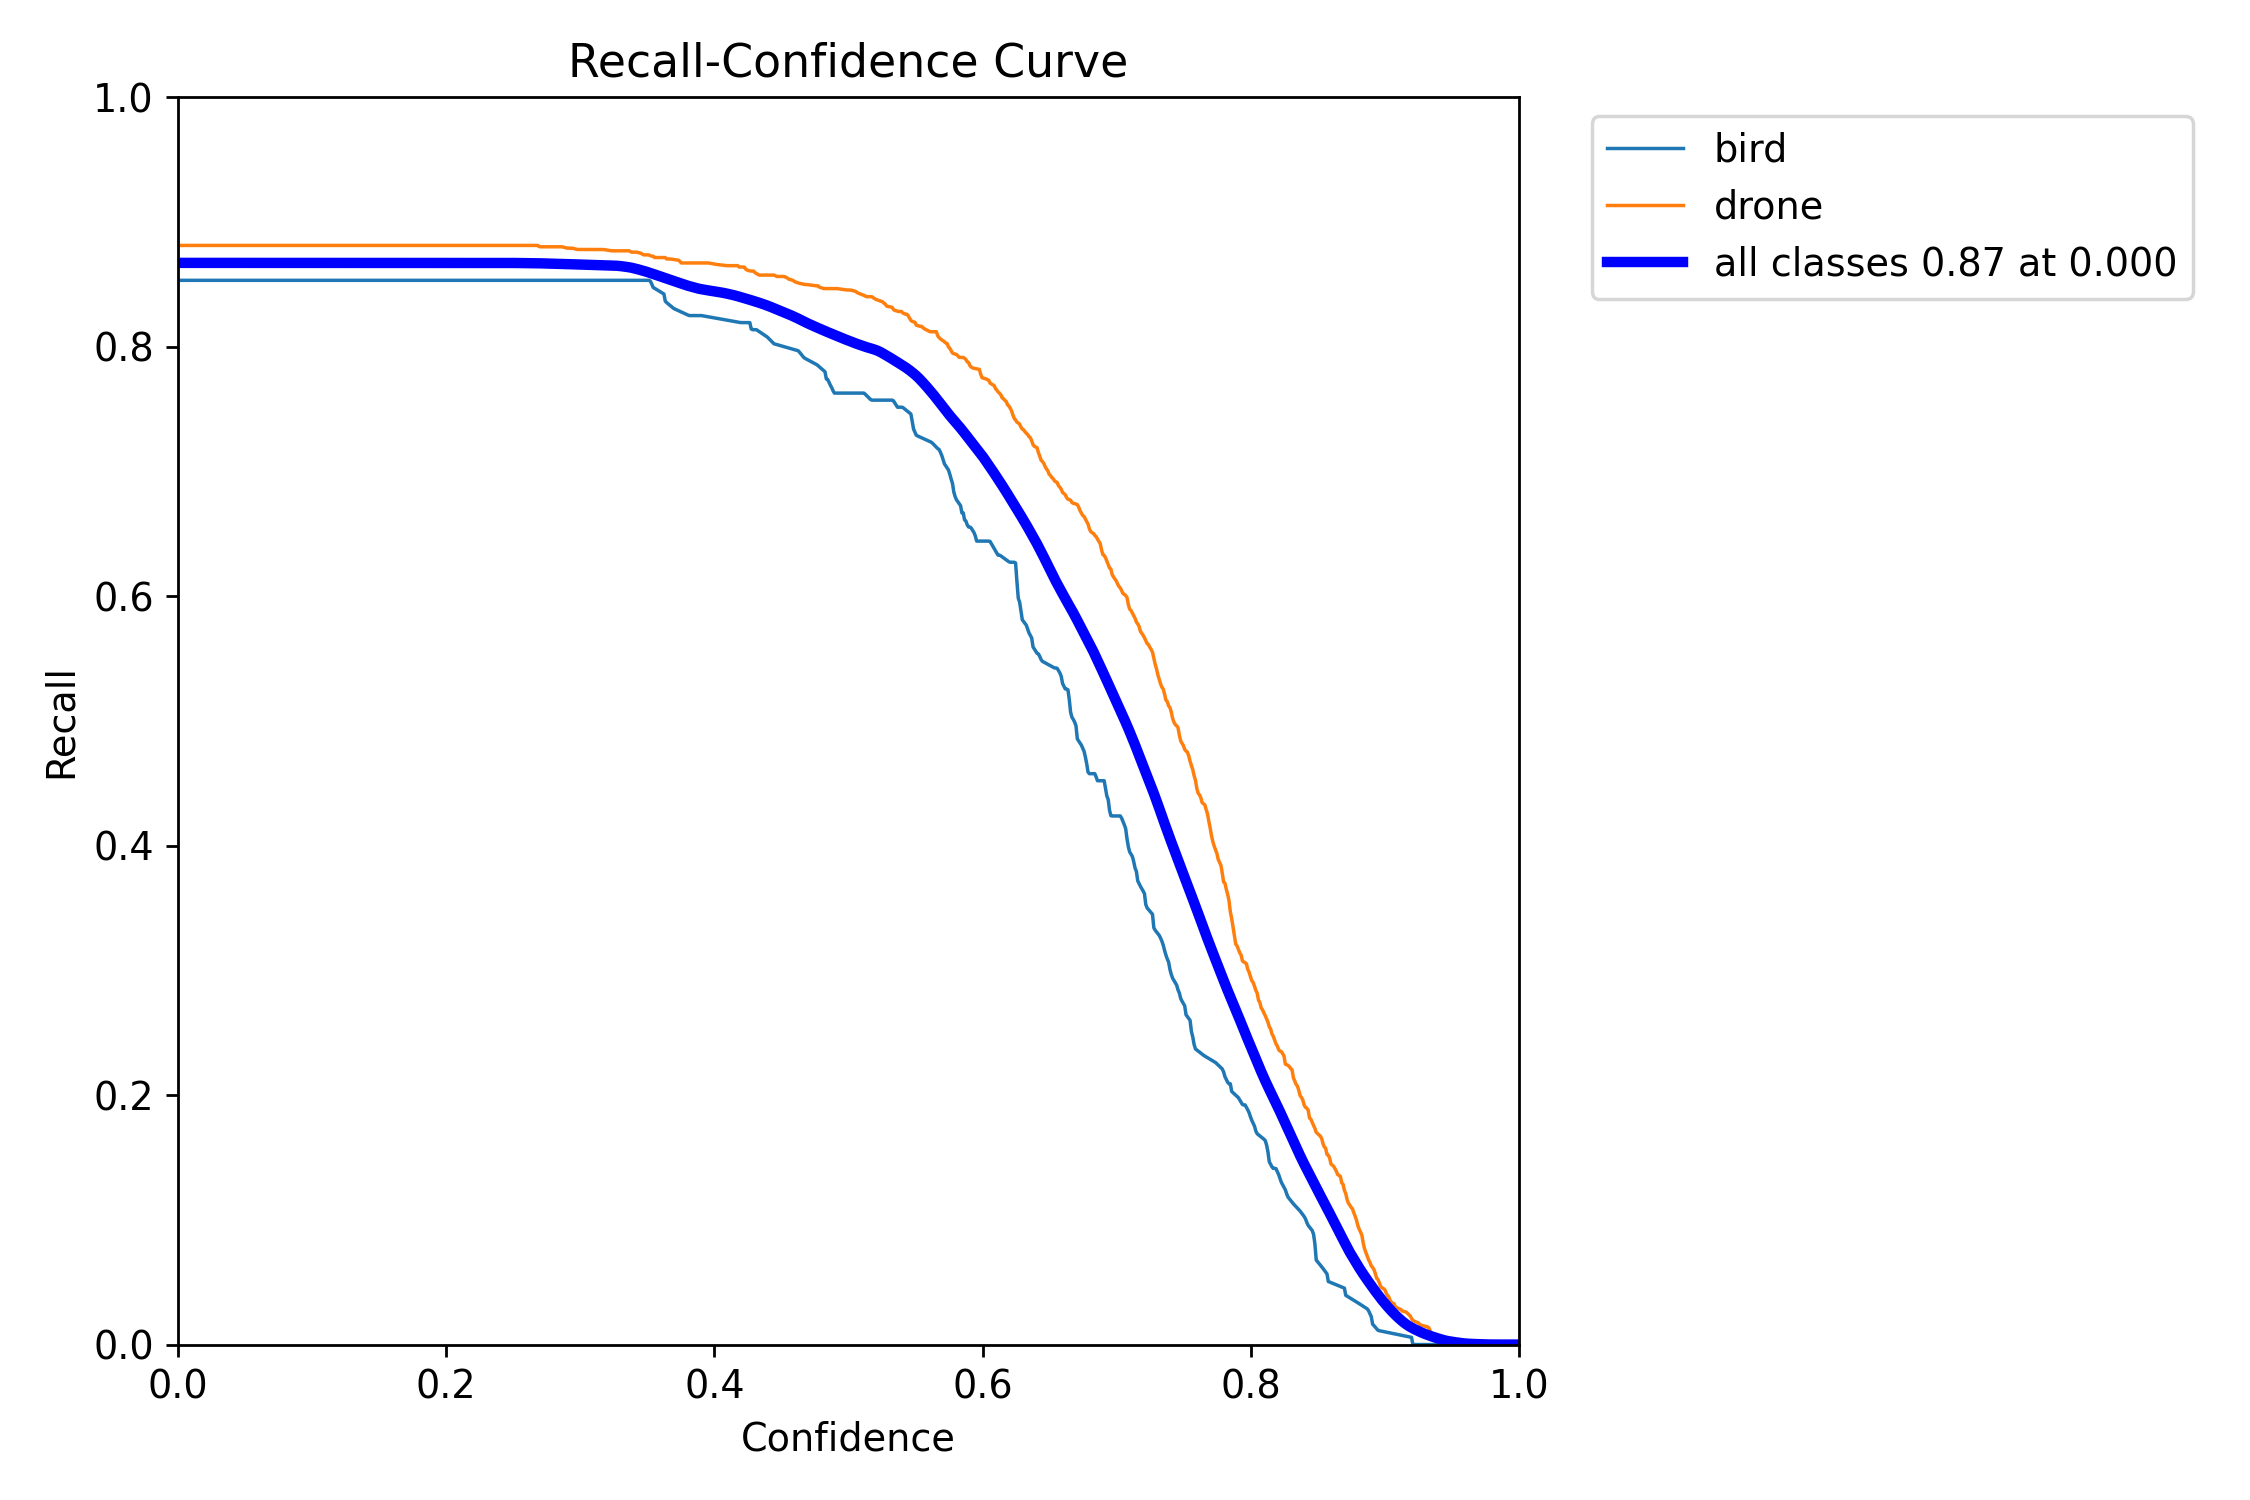 Recall-Confidence Curve
1.0
0.8
0.6
0.4
0.2
0.0
Recall
0.0 0.2 0.4 0.6 0.8 1.0
Confidence
bird
drone
all classes 0.87 at 0.000